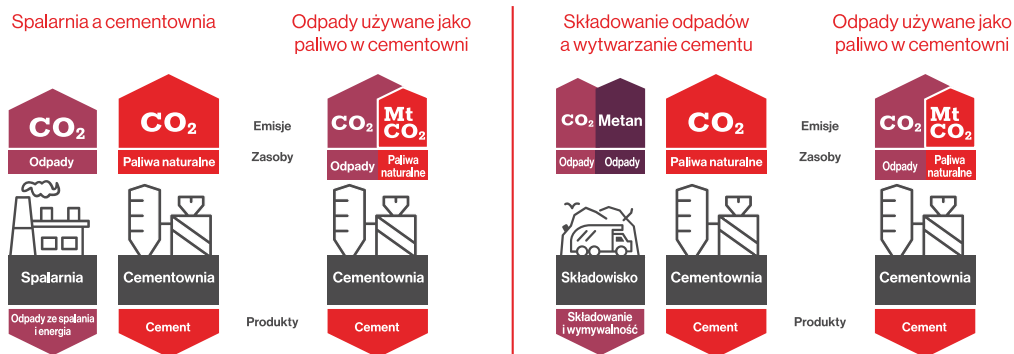 Spalarnia a cementownia
Odpady używane jako
paliwo w cementowni
CO₂
Odpady
CO₂
Paliwa naturalne
Emisje
Zasoby
CO₂
Mt
CO₂
Odpady
Paliwa
naturalne
Spalarnia
Cementownia
Cementownia
Odpady ze spalania
i energia
Cement
Produkty
Cement
Składowanie odpadów
a wytwarzanie cementu
Odpady używane jako
paliwo w cementowni
CO₂
Metan
Odpady
Odpady
CO₂
Paliwa naturalne
Emisje
Zasoby
CO₂
Mt
CO₂
Odpady
Paliwa
naturalne
Składowisko
Cementownia
Cementownia
Składowanie
i wymywalność
Cement
Produkty
Cement